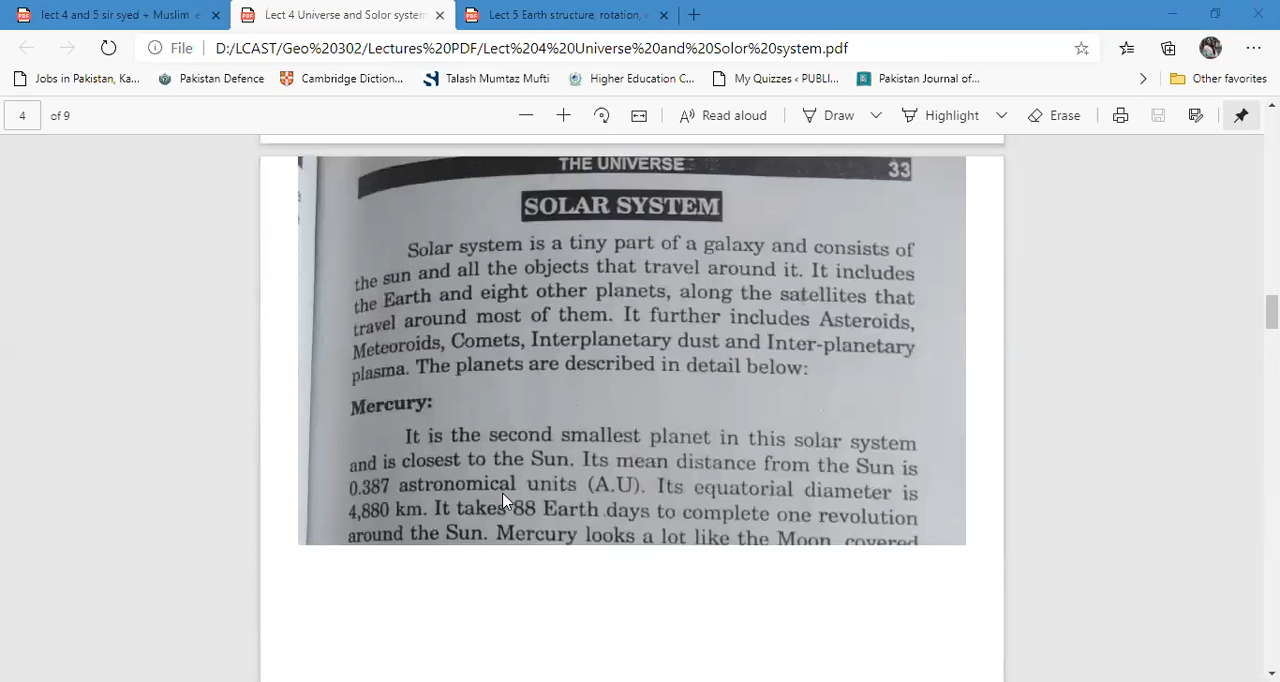 lect 4 and 5 sir syed + Muslim e
Lect 4 Universe and Solor system
Lect 5 Earth structure, rotation,
File
D:/LCAST/Geo%20302/Lectures%20PDF/Lect%204%20Universe%20and%20Solor%20system.pdf
Jobs in Pakistan, Ka...
Pakistan Defence
Cambridge Diction...
Talash Mumtaz Mufti
Higher Education C...
My Quizzes ‹ PUBLI...
Pakistan Journal of...
Other favorites
4 of 9
Read aloud
Draw
Highlight
Erase
THE UNIVERSE 33
SOLAR SYSTEM
Solar system is a tiny part of a galaxy and consists of
the sun and all the objects that travel around it. It includes
the Earth and eight other planets, along the satellites that
travel around most of them. It further includes Asteroids,
Meteoroids, Comets, Interplanetary dust and Inter-planetary
plasma. The planets are described in detail below:
Mercury:
It is the second smallest planet in this solar system
and is closest to the Sun. Its mean distance from the Sun is
0.387 astronomical units (A.U). Its equatorial diameter is
4,880 km. It takes 88 Earth days to complete one revolution
around the Sun. Mercury looks a lot like the Moon, covered